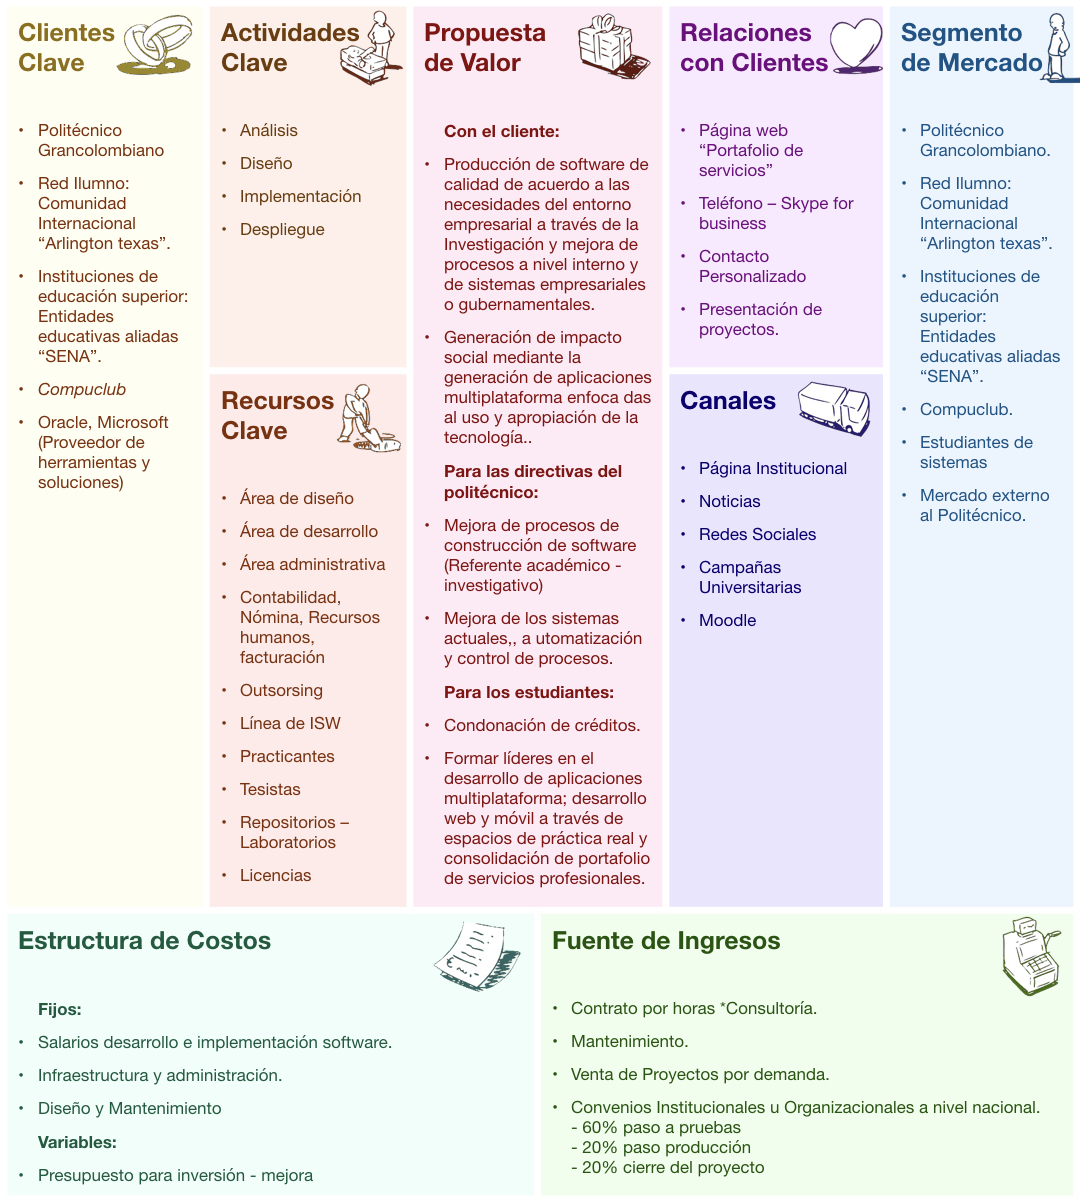 Clientes
Clave
• Politécnico
Grancolombiano
• Red Ilumno:
Comunidad
Internacional
“Arlington texas”.
• Instituciones de
educación superior:
Entidades
educativas aliadas
“SENA”.
• Compuclub
• Oracle, Microsoft
(Proveedor de
herramientas y
soluciones)
Actividades
Clave
• Análisis
• Diseño
• Implementación
• Despliegue
Recursos
Clave
• Área de diseño
• Área de desarrollo
• Área administrativa
• Contabilidad,
Nómina, Recursos
humanos,
facturación
• Outsorsing
• Línea de ISW
• Practicantes
• Tesistas
• Repositorios –
Laboratorios
• Licencias
Propuesta
de Valor
Con el cliente:
• Producción de software de
calidad de acuerdo a las
necesidades del entorno
empresarial a través de la
Investigación y mejora de
procesos a nivel interno y
de sistemas empresariales
o gubernamentales.
• Generación de impacto
social mediante la
generación de aplicaciones
multiplataforma enfoca das
al uso y apropiación de la
tecnología..
Para las directivas del
politécnico:
• Mejora de procesos de
construcción de software
(Referente académico -
investigativo)
• Mejora de los sistemas
actuales,, a utomatización
y control de procesos.
Para los estudiantes:
• Condonación de créditos.
• Formar líderes en el
desarrollo de aplicaciones
multiplataforma; desarrollo
web y móvil a través de
espacios de práctica real y
consolidación de portafolio
de servicios profesionales.
Relaciones
con Clientes
• Página web
“Portafolio de
servicios”
• Teléfono – Skype for
business
• Contacto
Personalizado
• Presentación de
proyectos.
Canales
• Página Institucional
• Noticias
• Redes Sociales
• Campañas
Universitarias
• Moodle
Segmento
de Mercado
• Politécnico
Grancolombiano.
• Red Ilumno:
Comunidad
Internacional
“Arlington texas”.
• Instituciones de
educación
superior:
Entidades
educativas aliadas
“SENA”.
• Compuclub.
• Estudiantes de
sistemas
• Mercado externo
al Politécnico.
Estructura de Costos
Fijos:
• Salarios desarrollo e implementación software.
• Infraestructura y administración.
• Diseño y Mantenimiento
Variables:
• Presupuesto para inversión - mejora
Fuente de Ingresos
• Contrato por horas *Consultoría.
• Mantenimiento.
• Venta de Proyectos por demanda.
• Convenios Institucionales u Organizacionales a nivel nacional.
- 60% paso a pruebas
- 20% paso producción
- 20% cierre del proyecto